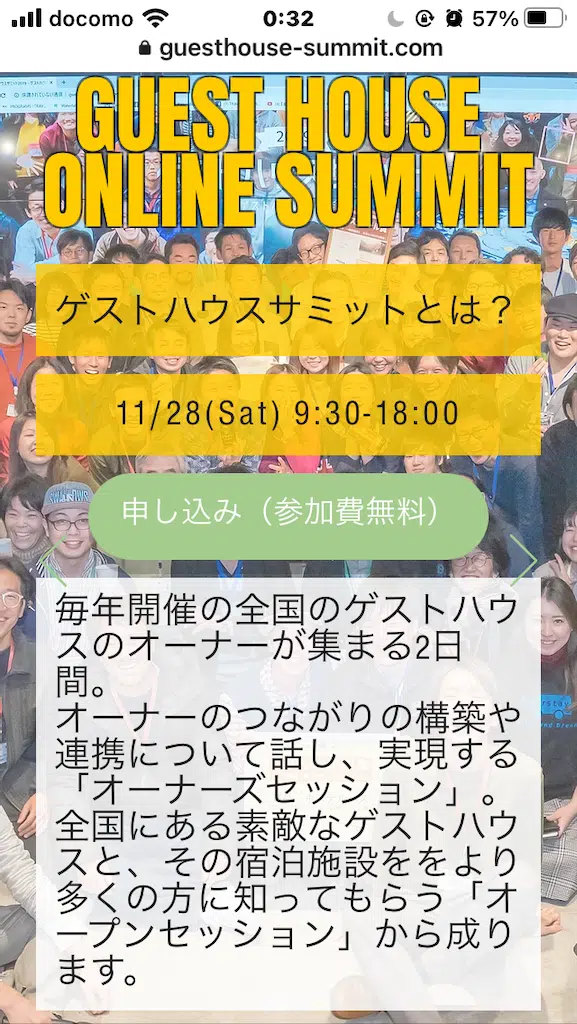 docomo 0:32 57%
guesthouse-summit.com
GUEST HOUSE
ONLINE SUMMIT
ゲストハウスサミットとは？
11/28(Sat) 9:30-18:00
申し込み（参加費無料）
毎年開催の全国のゲストハウ
スのオーナーが集まる2日
間。
オーナーのつながりの構築や
連携について話し、実現する
「オーナーズセッション」。
全国にある素敵なゲストハウ
スと、その宿泊施設ををより
多くの方に知ってもらう「オ
ープンセッション」から成り
ます。